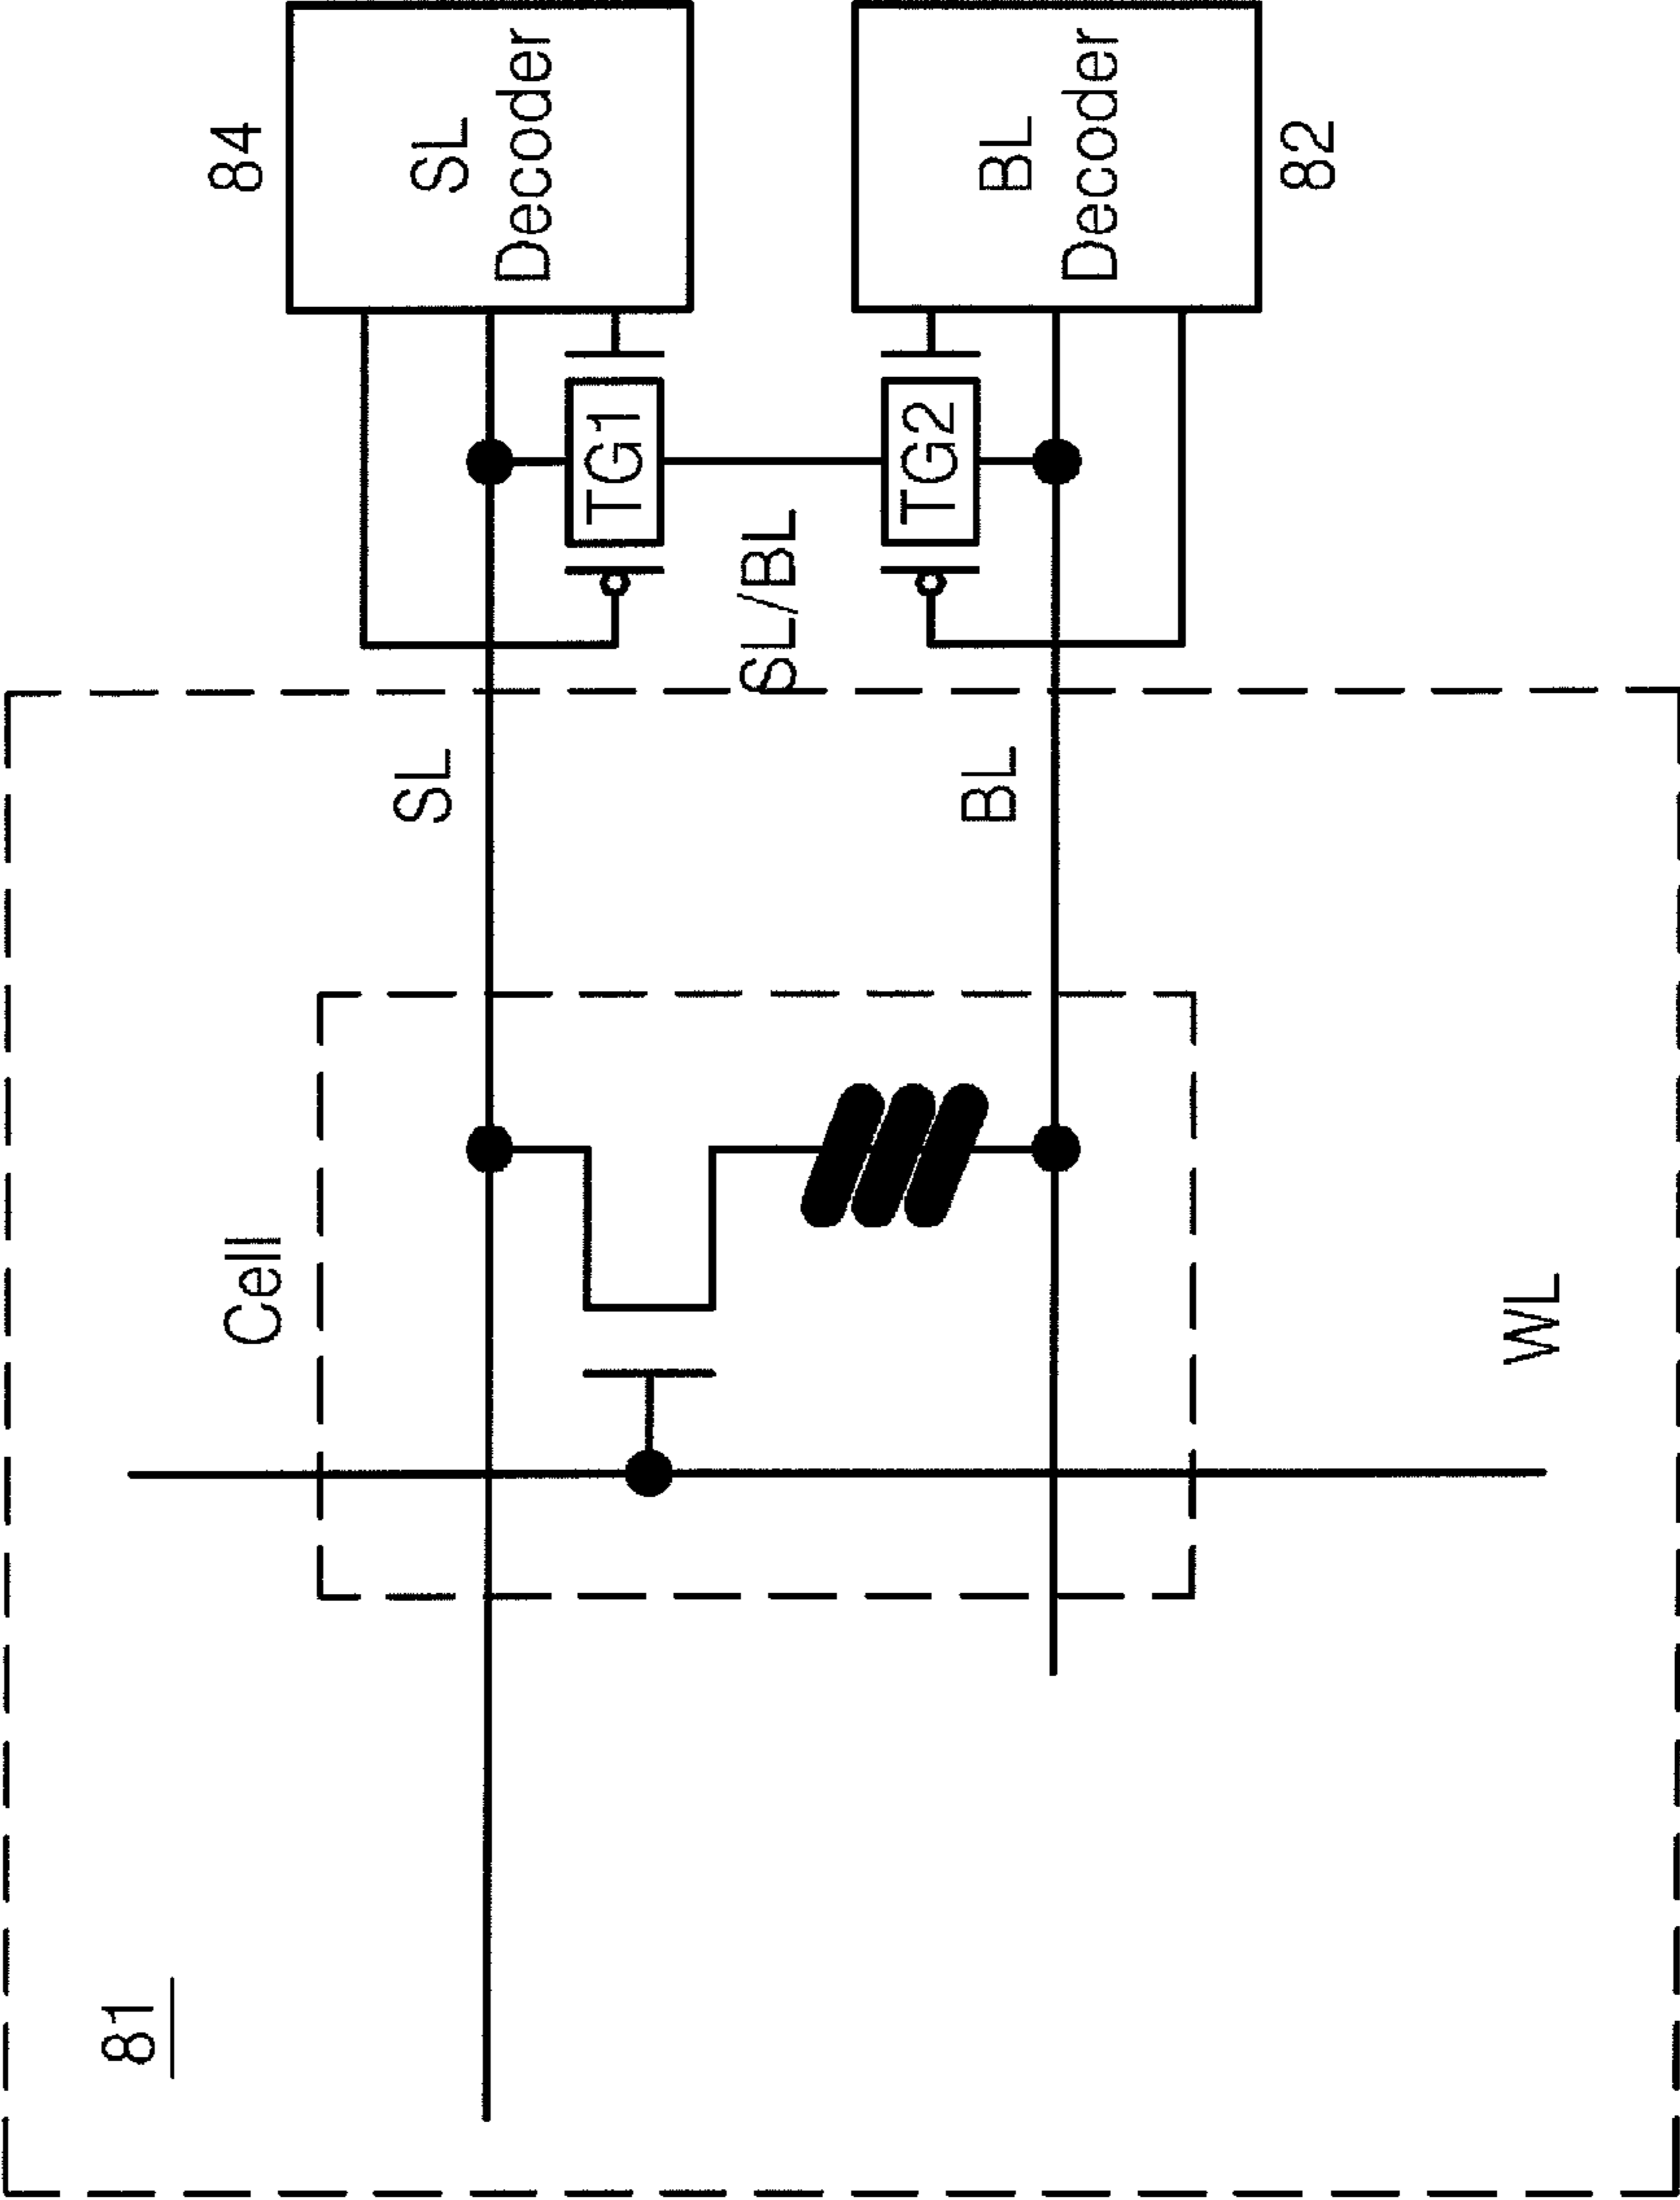 81
84
Cell
SL
SL
Decoder
TG1
SL/BL
TG2
BL
BL
Decoder
82
WL